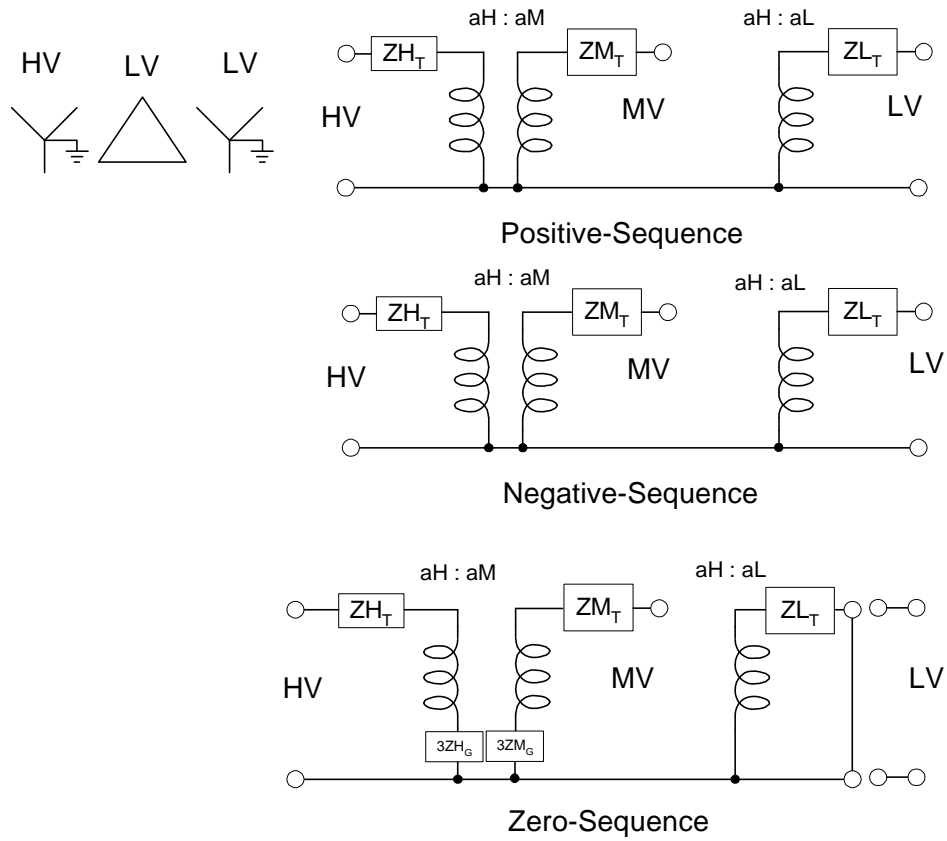 HV LV LV
aH : aM aH : aL
ZH_T ZM_T ZL_T
HV MV LV
Positive-Sequence
aH : aM aH : aL
ZH_T ZM_T ZL_T
HV MV LV
Negative-Sequence
aH : aM aH : aL
ZH_T ZM_T ZL_T
HV MV LV
3ZH_G 3ZM_G
Zero-Sequence